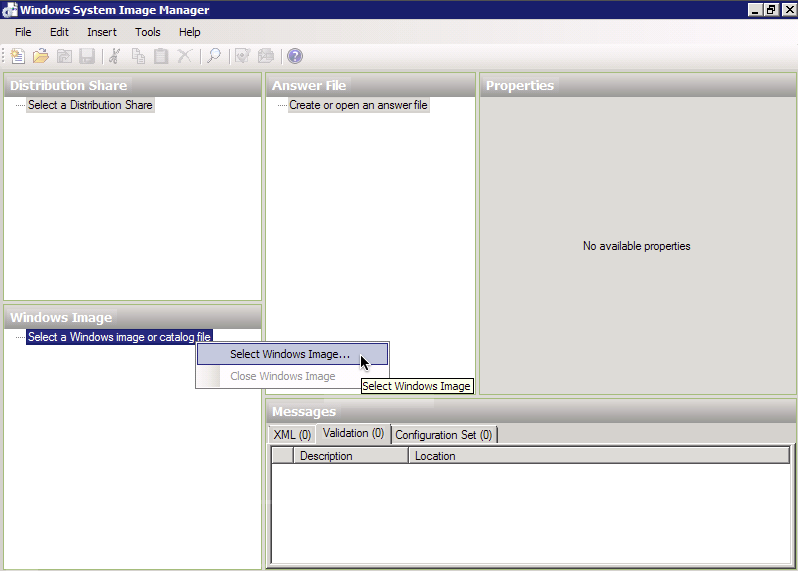 Windows System Image Manager
File Edit Insert Tools Help
Distribution Share
Select a Distribution Share
Answer File
Create or open an answer file
Properties
No available properties
Windows Image
Select a Windows image or catalog file
Select Windows Image...
Close Windows Image
Select Windows Image
Messages
XML (0) Validation (0) Configuration Set (0)
Description Location